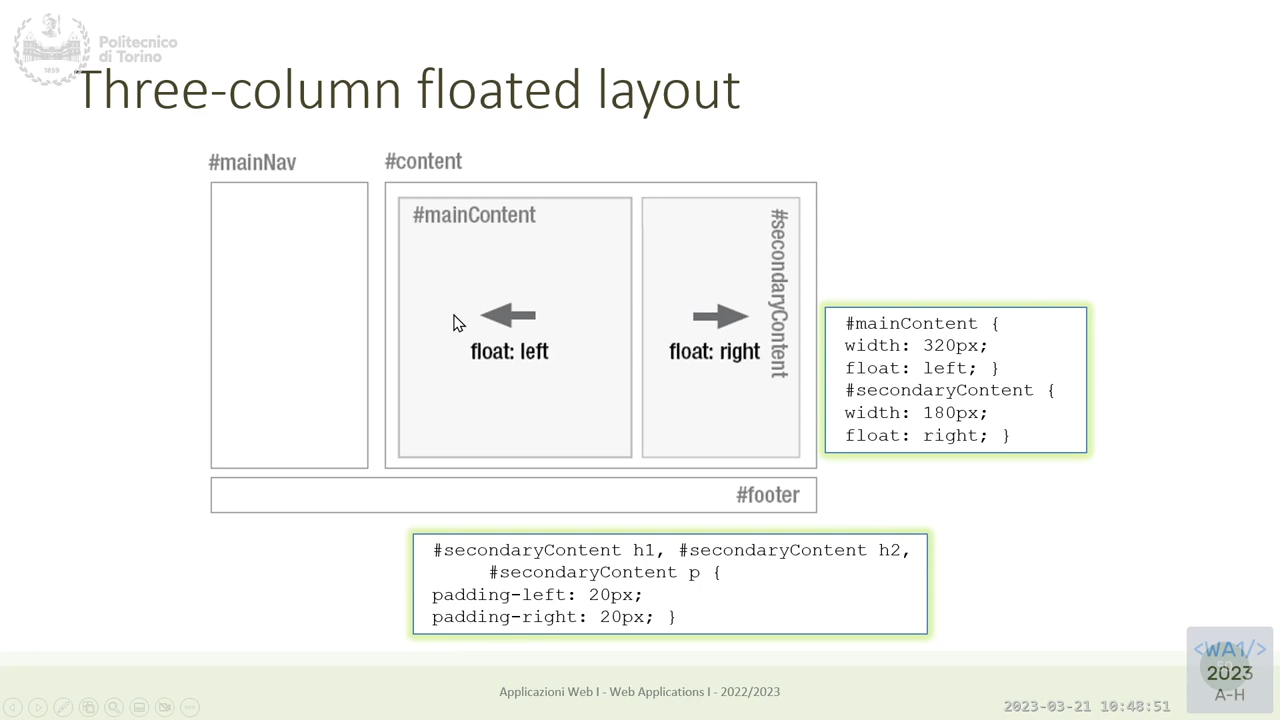 Politecnico
di Torino
1859
Three-column floated layout
#mainNav
#content
#mainContent
#secondaryContent
float: left
float: right
#footer
#mainContent {
width: 320px;
float: left; }
#secondaryContent {
width: 180px;
float: right; }
#secondaryContent h1, #secondaryContent h2,
#secondaryContent p {
padding-left: 20px;
padding-right: 20px; }
Applicazioni Web I - Web Applications I - 2022/2023
<WA1/>
2023
A-H
2023-03-21 10:48:51